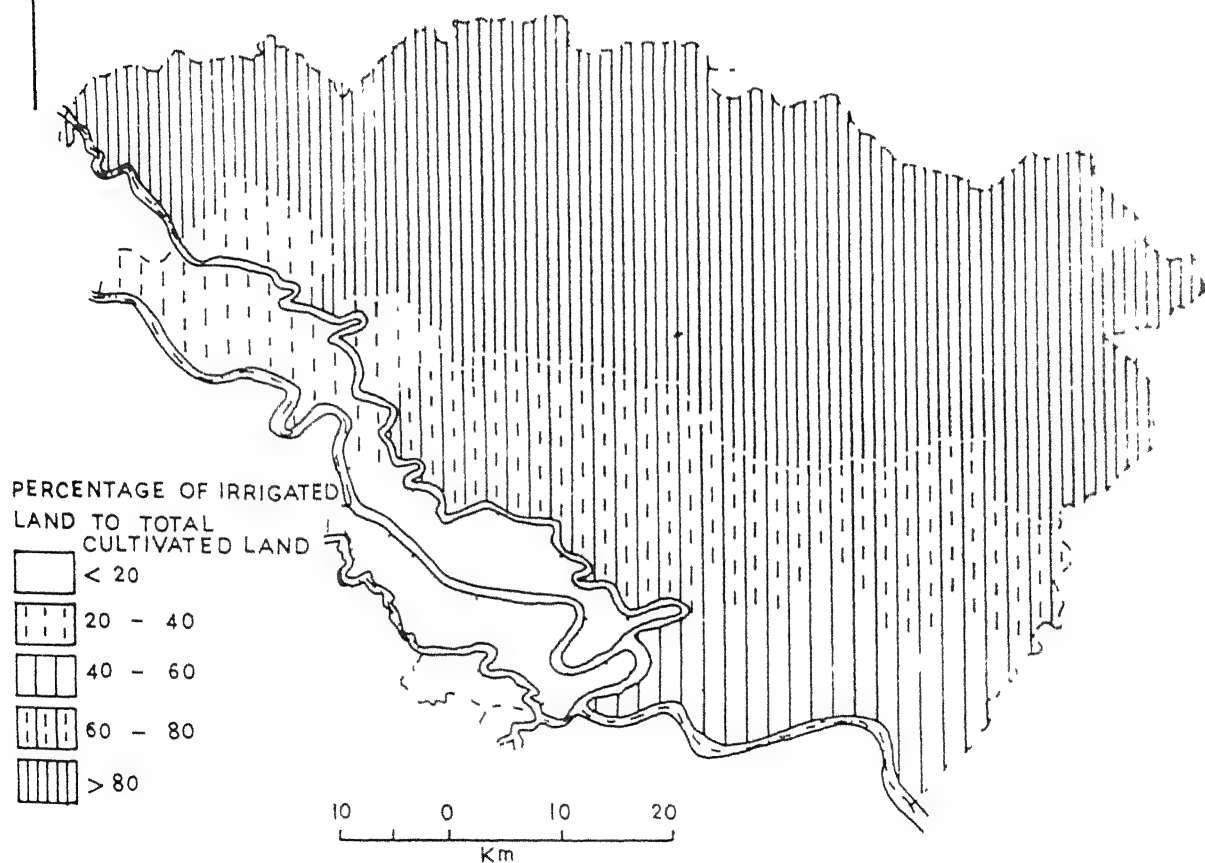 PERCENTAGE OF IRRIGATED
LAND TO TOTAL
CULTIVATED LAND
< 20
20 - 40
40 - 60
60 - 80
> 80
10 0 10 20
Km